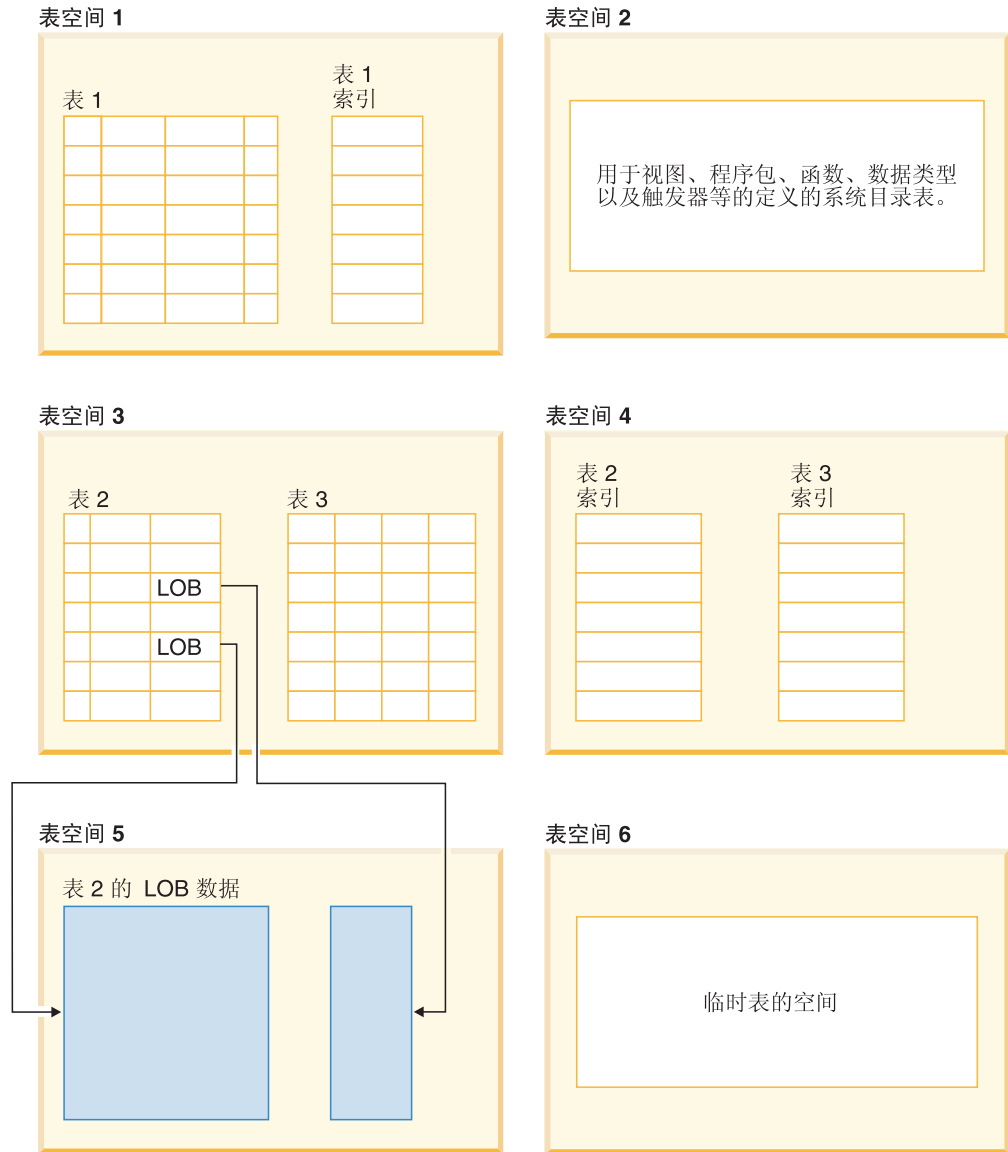 表空间 1
表 1
表 1
索引
表空间 2
用于视图、程序包、函数、数据类型
以及触发器等的定义的系统目录表。
表空间 3
表 2
LOB
LOB
表 3
表空间 4
表 2
索引
表 3
索引
表空间 5
表 2 的 LOB 数据
表空间 6
临时表的空间